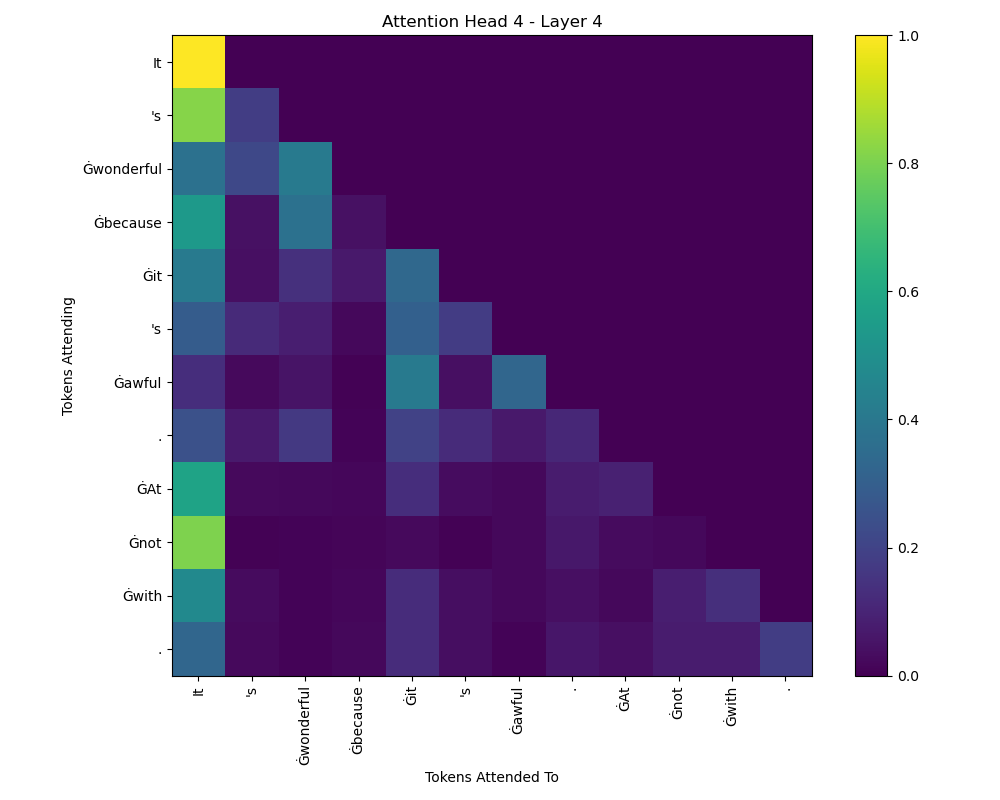 Attention Head 4 - Layer 4
It
's
Ġwonderful
Ġbecause
Ġit
's
Ġawful
.
ĠAt
Ġnot
Ġwith
.
Tokens Attending
It
's
Ġwonderful
Ġbecause
Ġit
's
Ġawful
.
ĠAt
Ġnot
Ġwith
.
Tokens Attended To
1.0
0.8
0.6
0.4
0.2
0.0